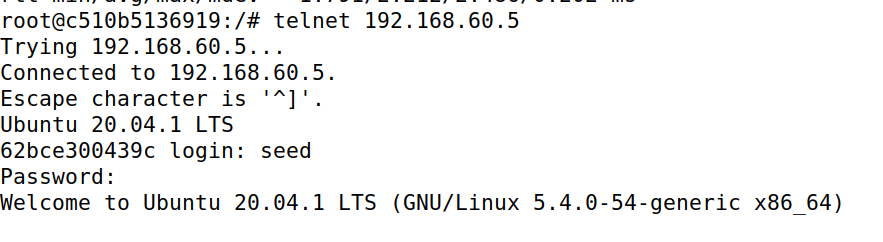 root@c510b5136919:/# telnet 192.168.60.5
Trying 192.168.60.5...
Connected to 192.168.60.5.
Escape character is '^]'.
Ubuntu 20.04.1 LTS
62bce300439c login: seed
Password:
Welcome to Ubuntu 20.04.1 LTS (GNU/Linux 5.4.0-54-generic x86_64)